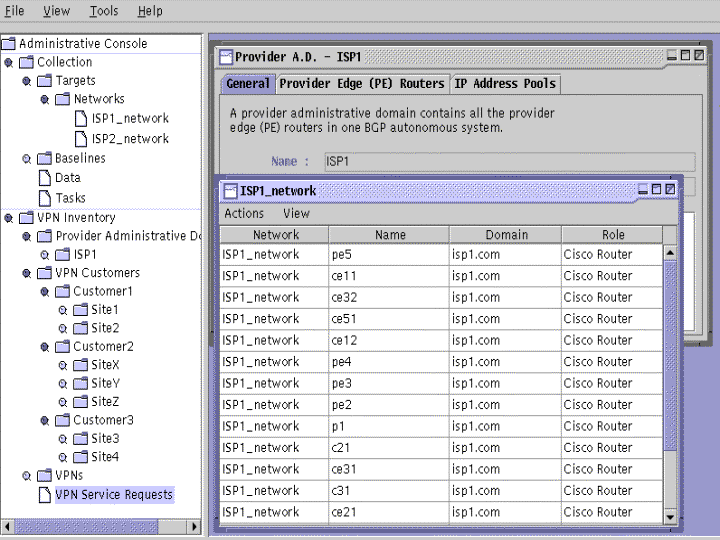 File View Tools Help
Administrative Console
Collection
Targets
Networks
ISP1_network
ISP2_network
Baselines
Data
Tasks
VPN Inventory
Provider Administrative Do
ISP1
VPN Customers
Customer1
Site1
Site2
Customer2
SiteX
SiteY
SiteZ
Customer3
Site3
Site4
VPNs
VPN Service Requests
Provider A.D. - ISP1
General Provider Edge (PE) Routers IP Address Pools
A provider administrative domain contains all the provider
edge (PE) routers in one BGP autonomous system.
Name : ISP1
ISP1_network
Actions View
Network Name Domain Role
ISP1_network pe5 isp1.com Cisco Router
ISP1_network ce11 isp1.com Cisco Router
ISP1_network ce32 isp1.com Cisco Router
ISP1_network ce51 isp1.com Cisco Router
ISP1_network ce12 isp1.com Cisco Router
ISP1_network pe4 isp1.com Cisco Router
ISP1_network pe3 isp1.com Cisco Router
ISP1_network pe2 isp1.com Cisco Router
ISP1_network p1 isp1.com Cisco Router
ISP1_network c21 isp1.com Cisco Router
ISP1_network ce31 isp1.com Cisco Router
ISP1_network c31 isp1.com Cisco Router
ISP1_network ce21 isp1.com Cisco Router